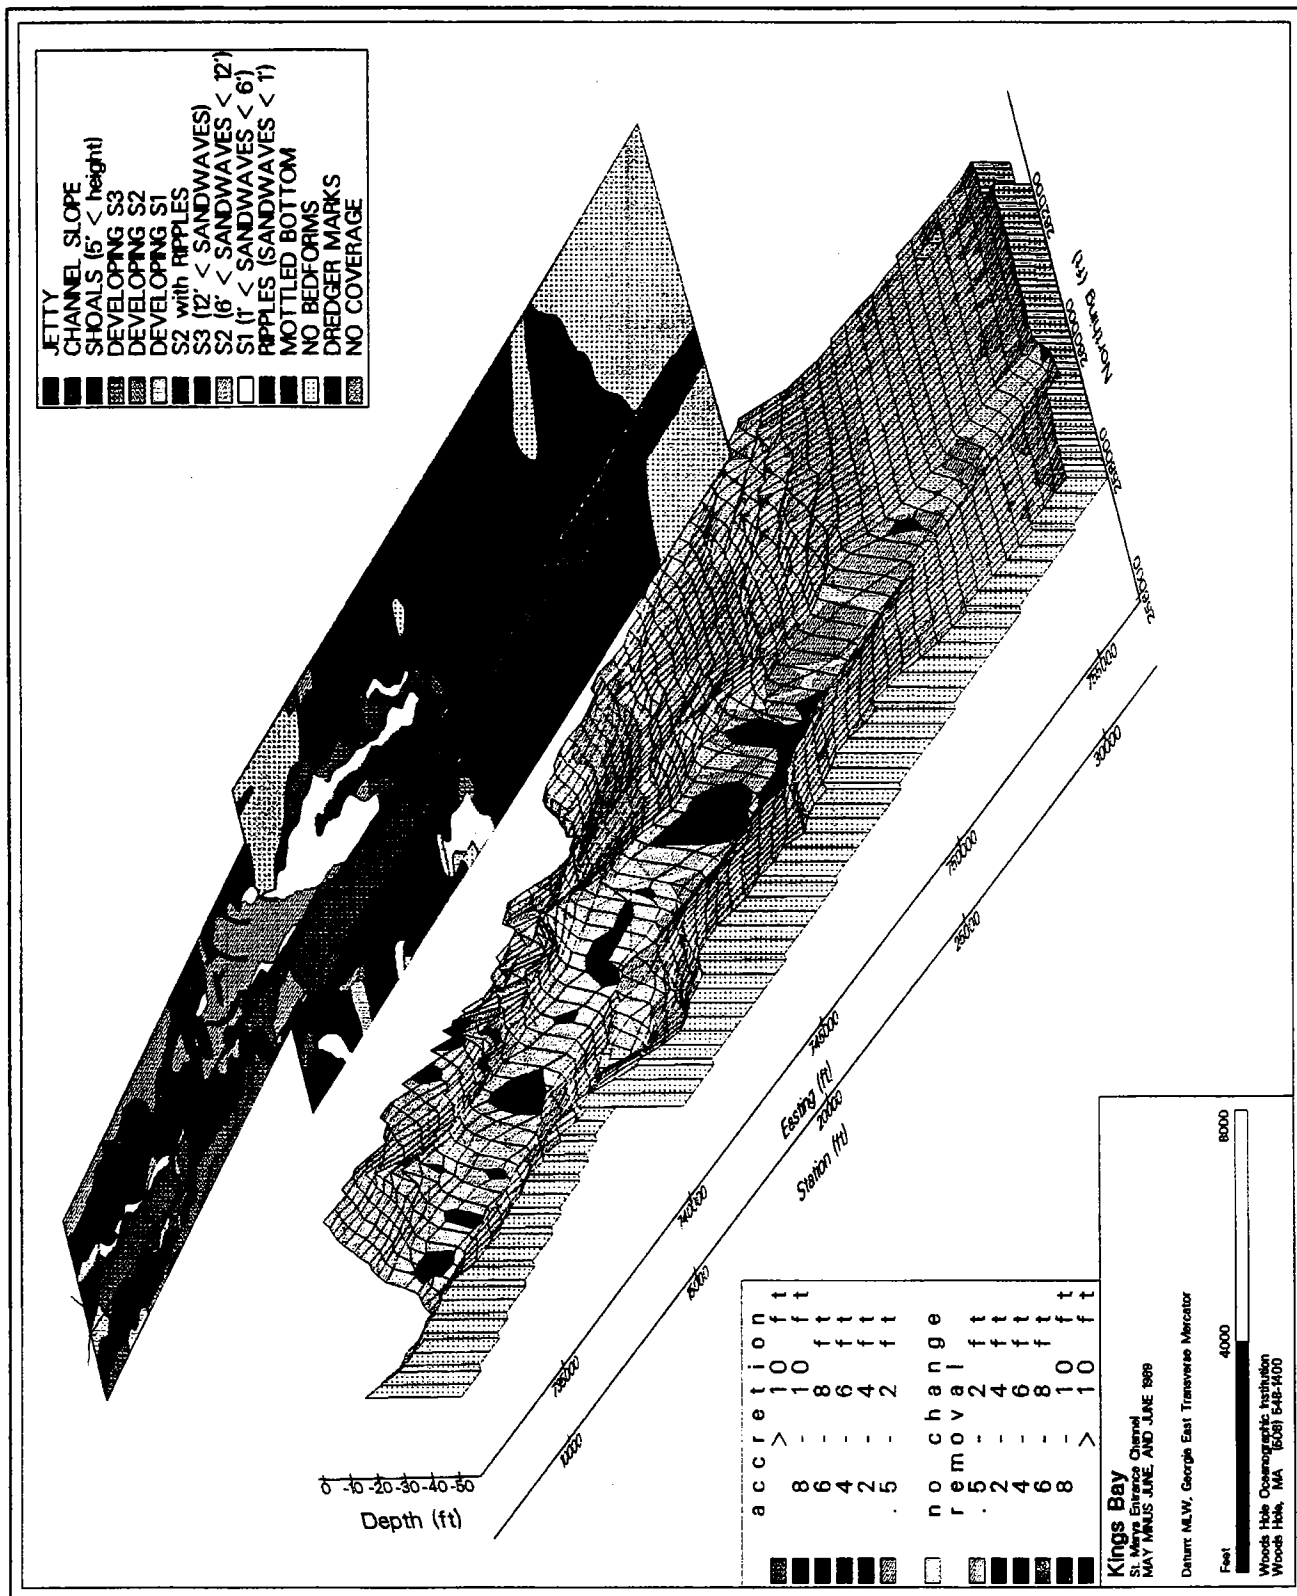 JETTY
CHANNEL SLOPE
SHOALS (5' < height)
DEVELOPING S3
DEVELOPING S2
DEVELOPING S1
S2 with RIPPLES
S3 (12' < SANDWAVES)
S2 (6' < SANDWAVES < 12')
S1 (1' < SANDWAVES < 6')
RIPPLES (SANDWAVES < 1')
MOTTLED BOTTOM
NO BEDFORMS
DREDGER MARKS
NO COVERAGE
0 -10 -20 -30 -40 -50
Depth (ft)
735000
740000
745000
750000
755000
Easting (ft)
10000
15000
20000
25000
30000
Station (ft)
256000
258000
260000
262000
Northing (ft)
accretion
> 10 ft
8 - 10 ft
6 - 8 ft
4 - 6 ft
2 - 4 ft
.5 - 2 ft
no change
removal
.5 - 2 ft
2 - 4 ft
4 - 6 ft
6 - 8 ft
8 - 10 ft
> 10 ft
Kings Bay
St. Marys Entrance Channel
MAY MINUS JUNE, AND JUNE 1989
Datum: MLW, Georgia East Transverse Mercator
Feet 4000 8000
Woods Hole Oceanographic Institution
Woods Hole, MA (508) 548-1400